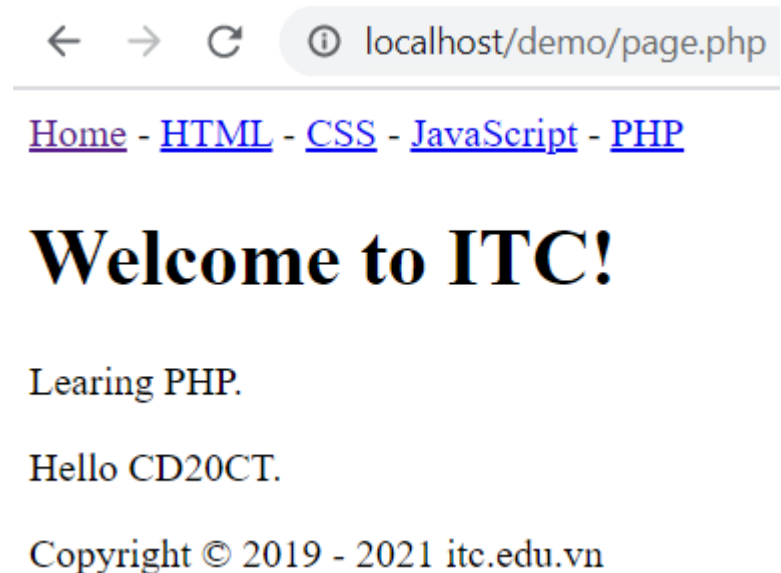 localhost/demo/page.php
Home - HTML - CSS - JavaScript - PHP
Welcome to ITC!
Learing PHP.
Hello CD20CT.
Copyright © 2019 - 2021 itc.edu.vn